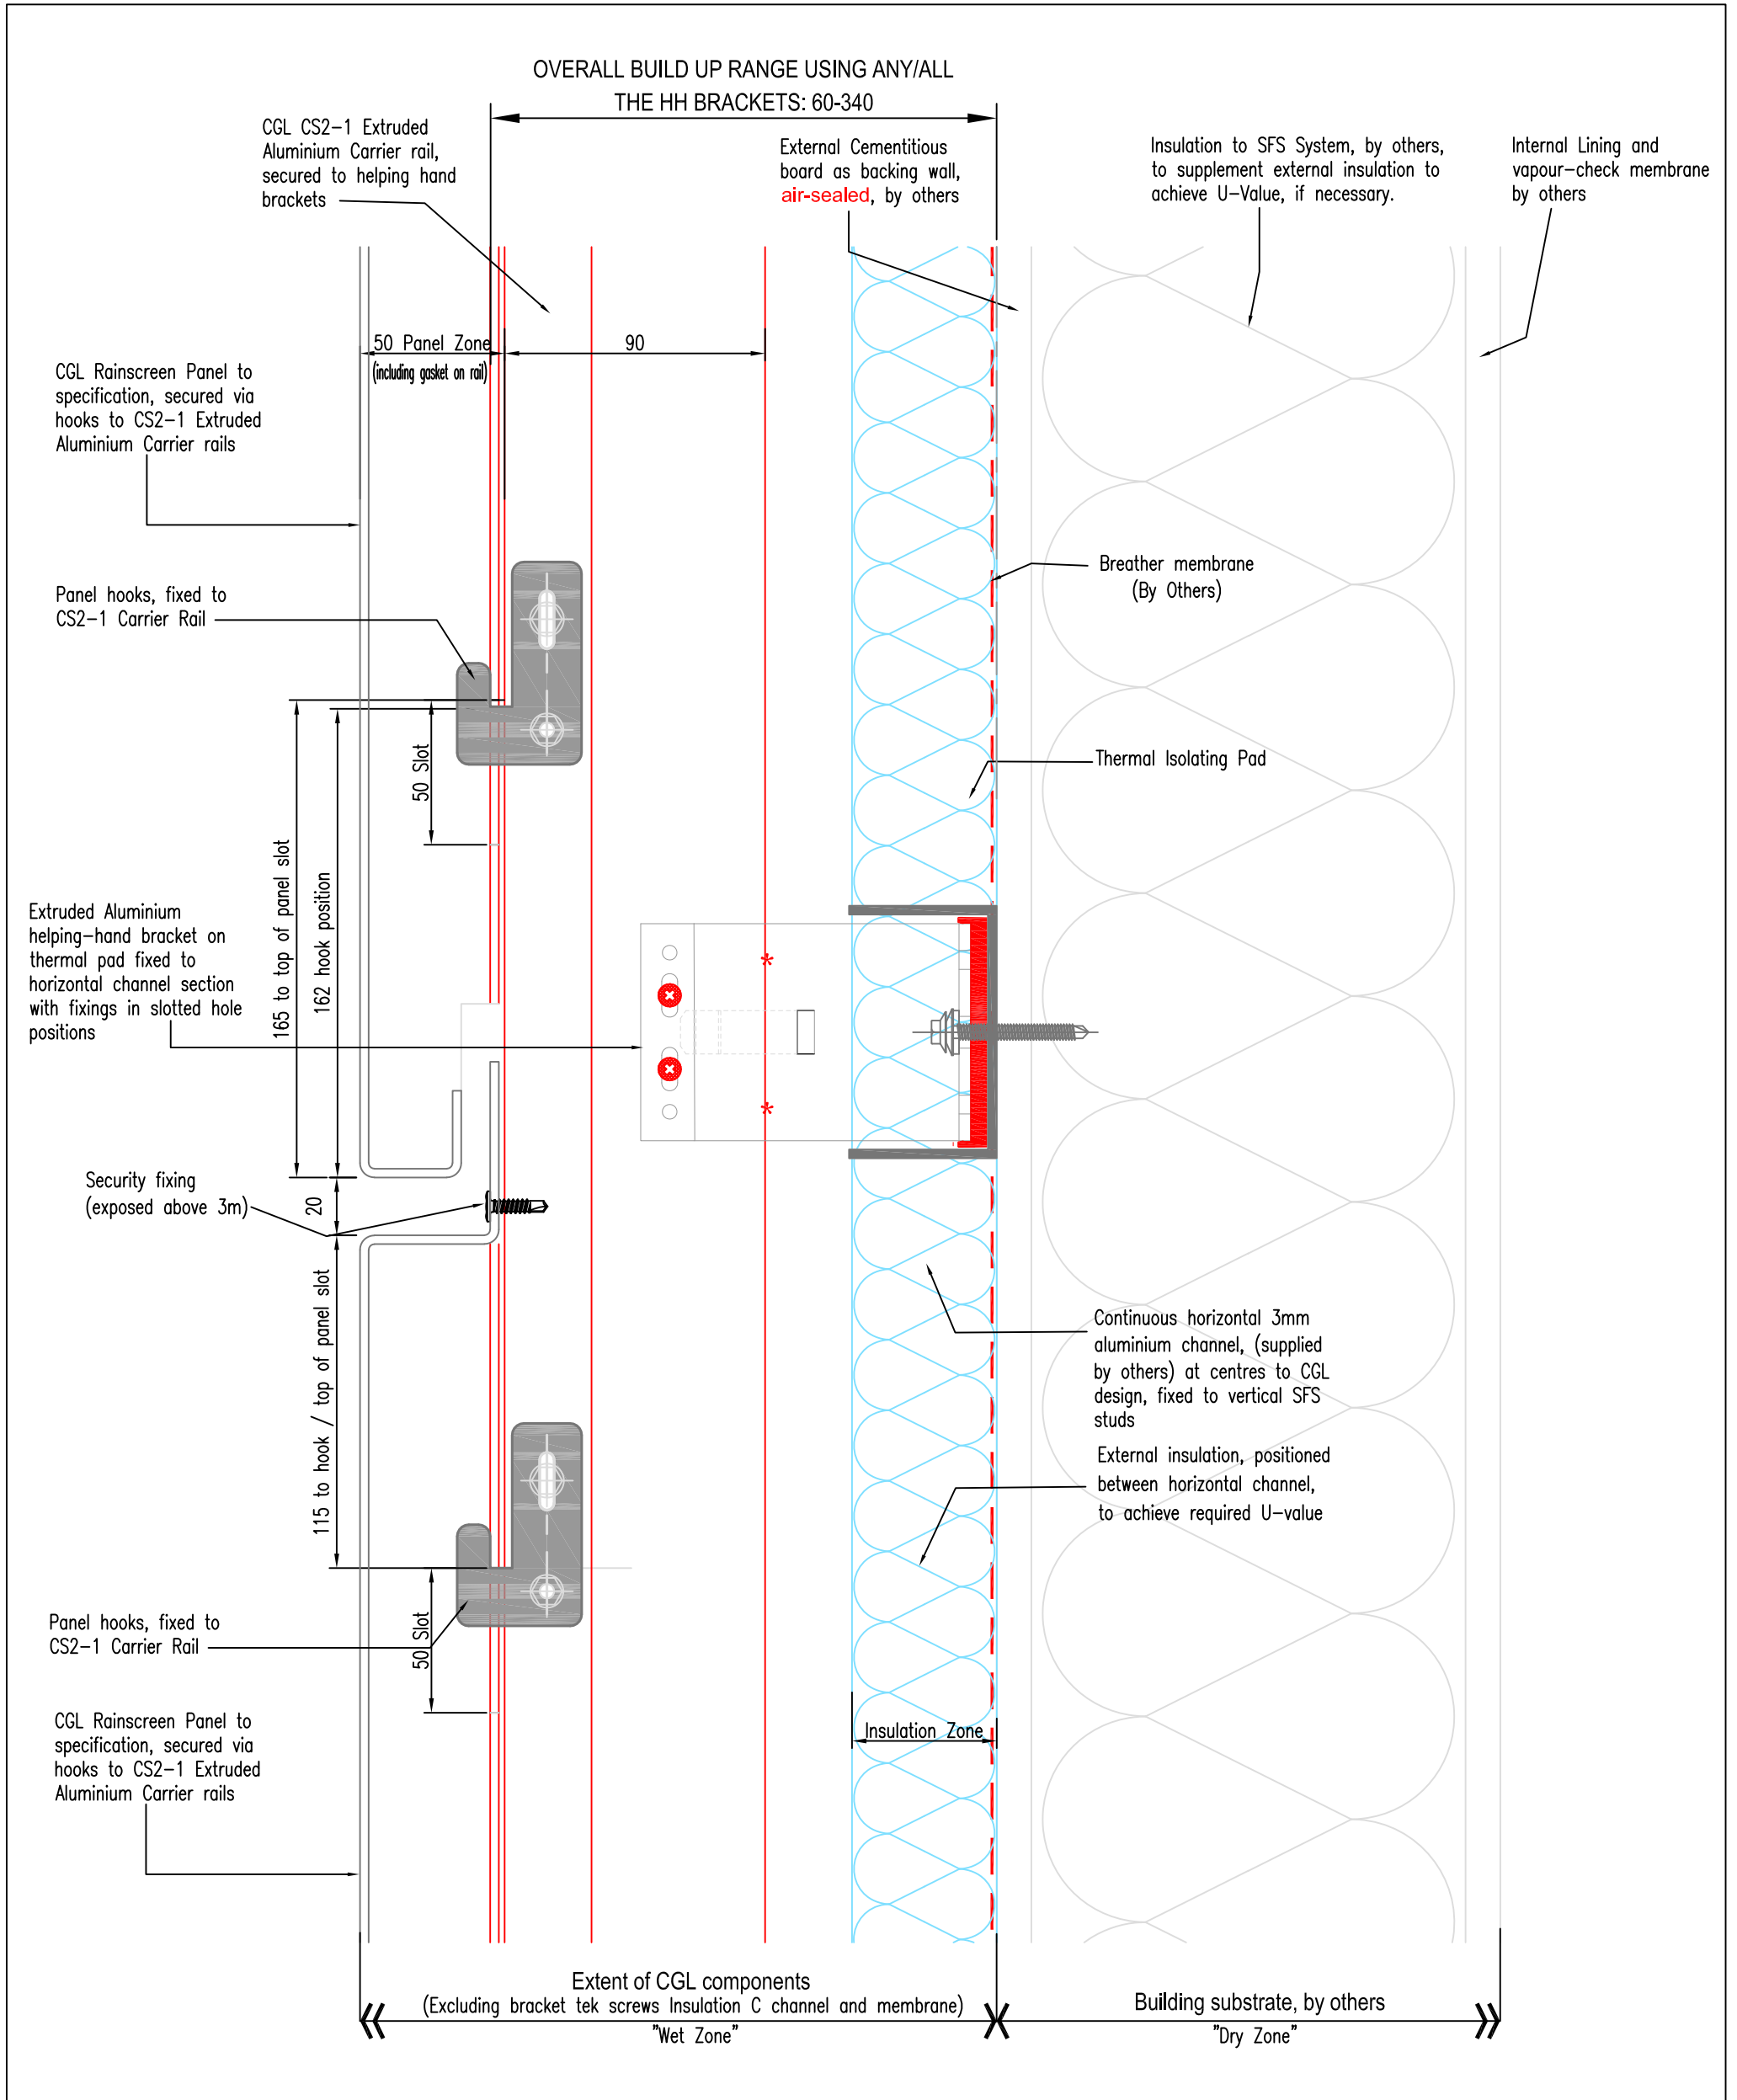 OVERALL BUILD UP RANGE USING ANY/ALL
THE HH BRACKETS: 60-340
CGL CS2-1 Extruded
Aluminium Carrier rail,
secured to helping hand
brackets
External Cementitious
board as backing wall,
air-sealed, by others
Insulation to SFS System, by others,
to supplement external insulation to
achieve U-Value, if necessary.
Internal Lining and
vapour-check membrane
by others
50 Panel Zone
(including gasket on rail)
90
CGL Rainscreen Panel to
specification, secured via
hooks to CS2-1 Extruded
Aluminium Carrier rails
Breather membrane
(By Others)
Panel hooks, fixed to
CS2-1 Carrier Rail
50 Slot
Thermal Isolating Pad
165 to top of panel slot
162 hook position
Extruded Aluminium
helping-hand bracket on
thermal pad fixed to
horizontal channel section
with fixings in slotted hole
positions
*
*
Security fixing
(exposed above 3m)
20
115 to hook / top of panel slot
Continuous horizontal 3mm
aluminium channel, (supplied
by others) at centres to CGL
design, fixed to vertical SFS
studs
External insulation, positioned
between horizontal channel,
to achieve required U-value
Panel hooks, fixed to
CS2-1 Carrier Rail
50 Slot
CGL Rainscreen Panel to
specification, secured via
hooks to CS2-1 Extruded
Aluminium Carrier rails
Insulation Zone
Extent of CGL components
(Excluding bracket tek screws Insulation C channel and membrane)
"Wet Zone"
Building substrate, by others
"Dry Zone"